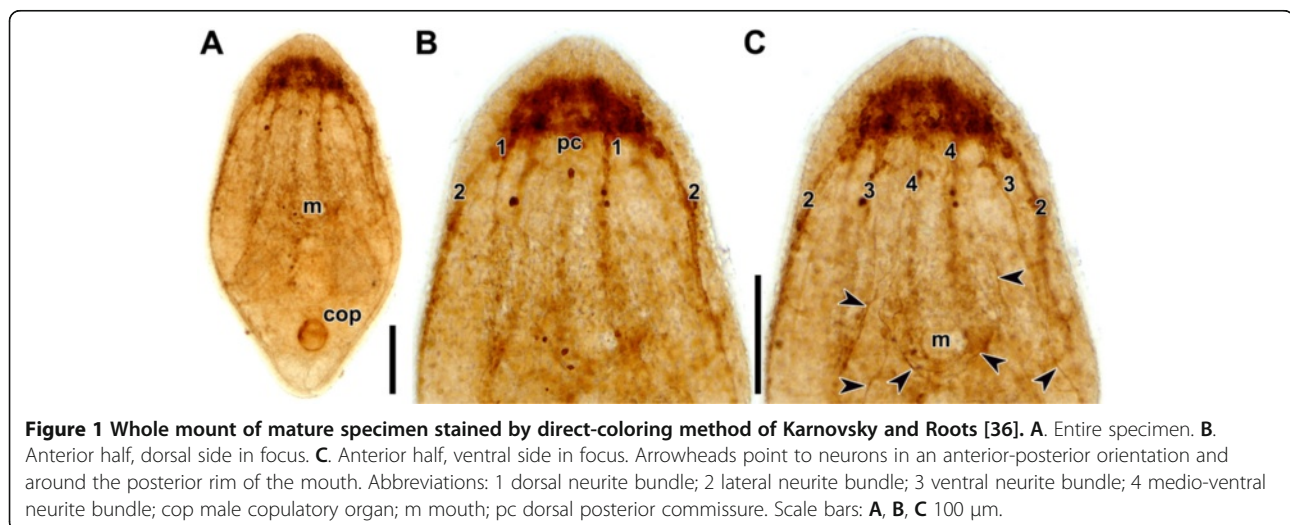 A B C
pc 1 1 4
2 2 2 3 4 3 2
m
m
cop
Figure 1 Whole mount of mature specimen stained by direct-coloring method of Karnovsky and Roots [36]. A. Entire specimen. B.
Anterior half, dorsal side in focus. C. Anterior half, ventral side in focus. Arrowheads point to neurons in an anterior-posterior orientation and
around the posterior rim of the mouth. Abbreviations: 1 dorsal neurite bundle; 2 lateral neurite bundle; 3 ventral neurite bundle; 4 medio-ventral
neurite bundle; cop male copulatory organ; m mouth; pc dorsal posterior commissure. Scale bars: A, B, C 100 μm.